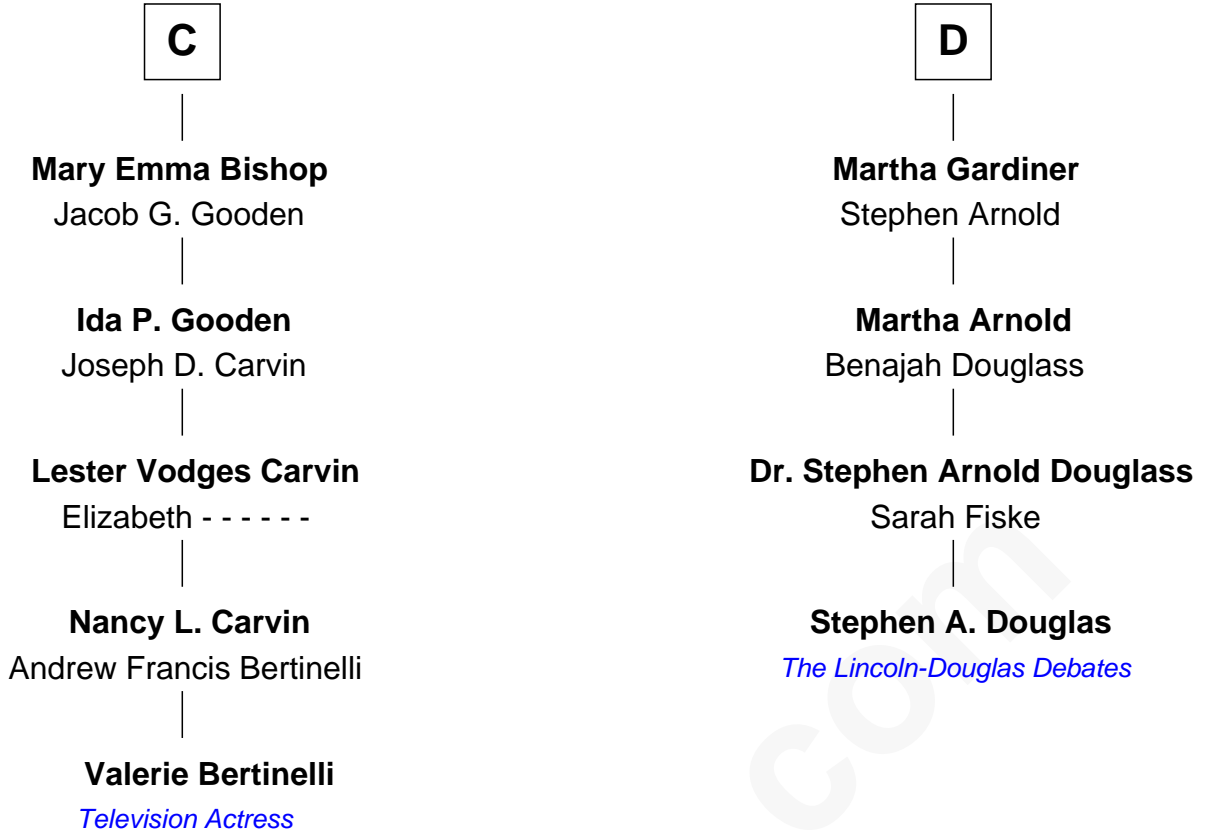 C
Mary Emma Bishop
Jacob G. Gooden
Ida P. Gooden
Joseph D. Carvin
Lester Vodges Carvin
Elizabeth - - - - - -
Nancy L. Carvin
Andrew Francis Bertinelli
Valerie Bertinelli
Television Actress
D
Martha Gardiner
Stephen Arnold
Martha Arnold
Benajah Douglass
Dr. Stephen Arnold Douglass
Sarah Fiske
Stephen A. Douglas
The Lincoln-Douglas Debates
com